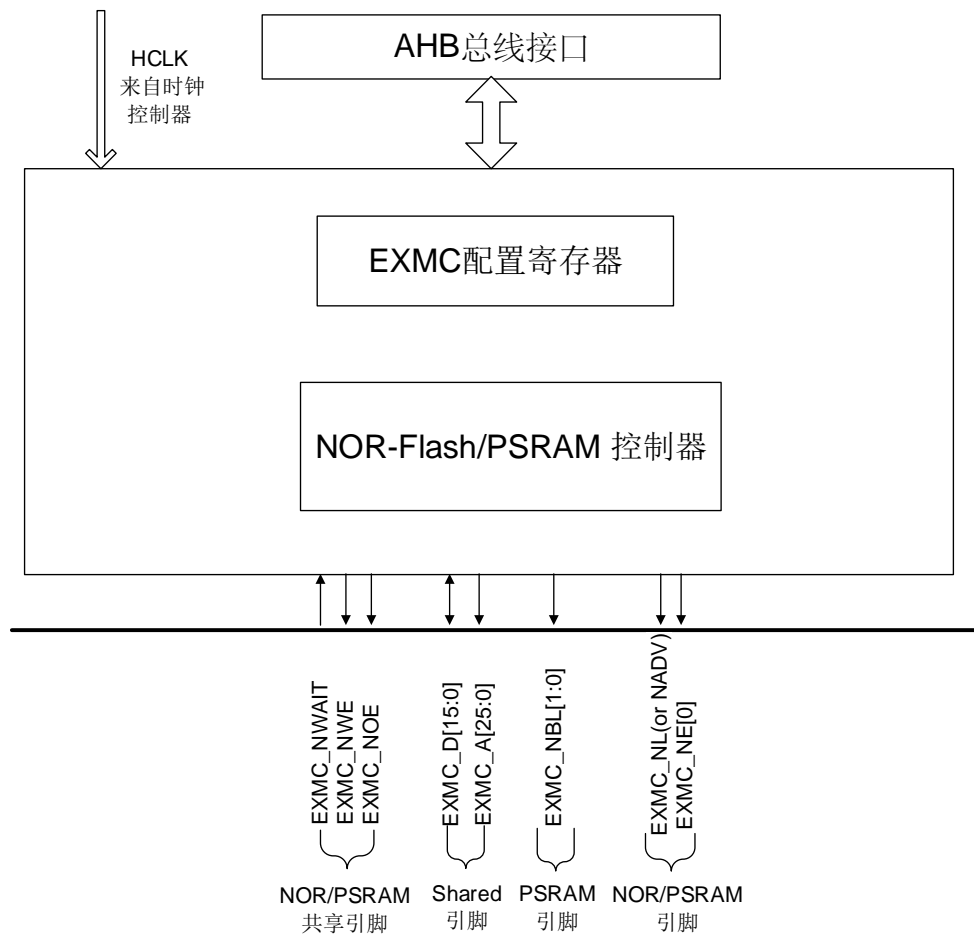 HCLK
来自时钟
控制器
AHB总线接口
EXMC配置寄存器
NOR-Flash/PSRAM 控制器
EXMC_NWAIT
EXMC_NWE
EXMC_NOE
EXMC_D[15:0]
EXMC_A[25:0]
EXMC_NBL[1:0]
EXMC_NL(or NADV)
EXMC_NE[0]
NOR/PSRAM
共享引脚
Shared
引脚
PSRAM
引脚
NOR/PSRAM
引脚